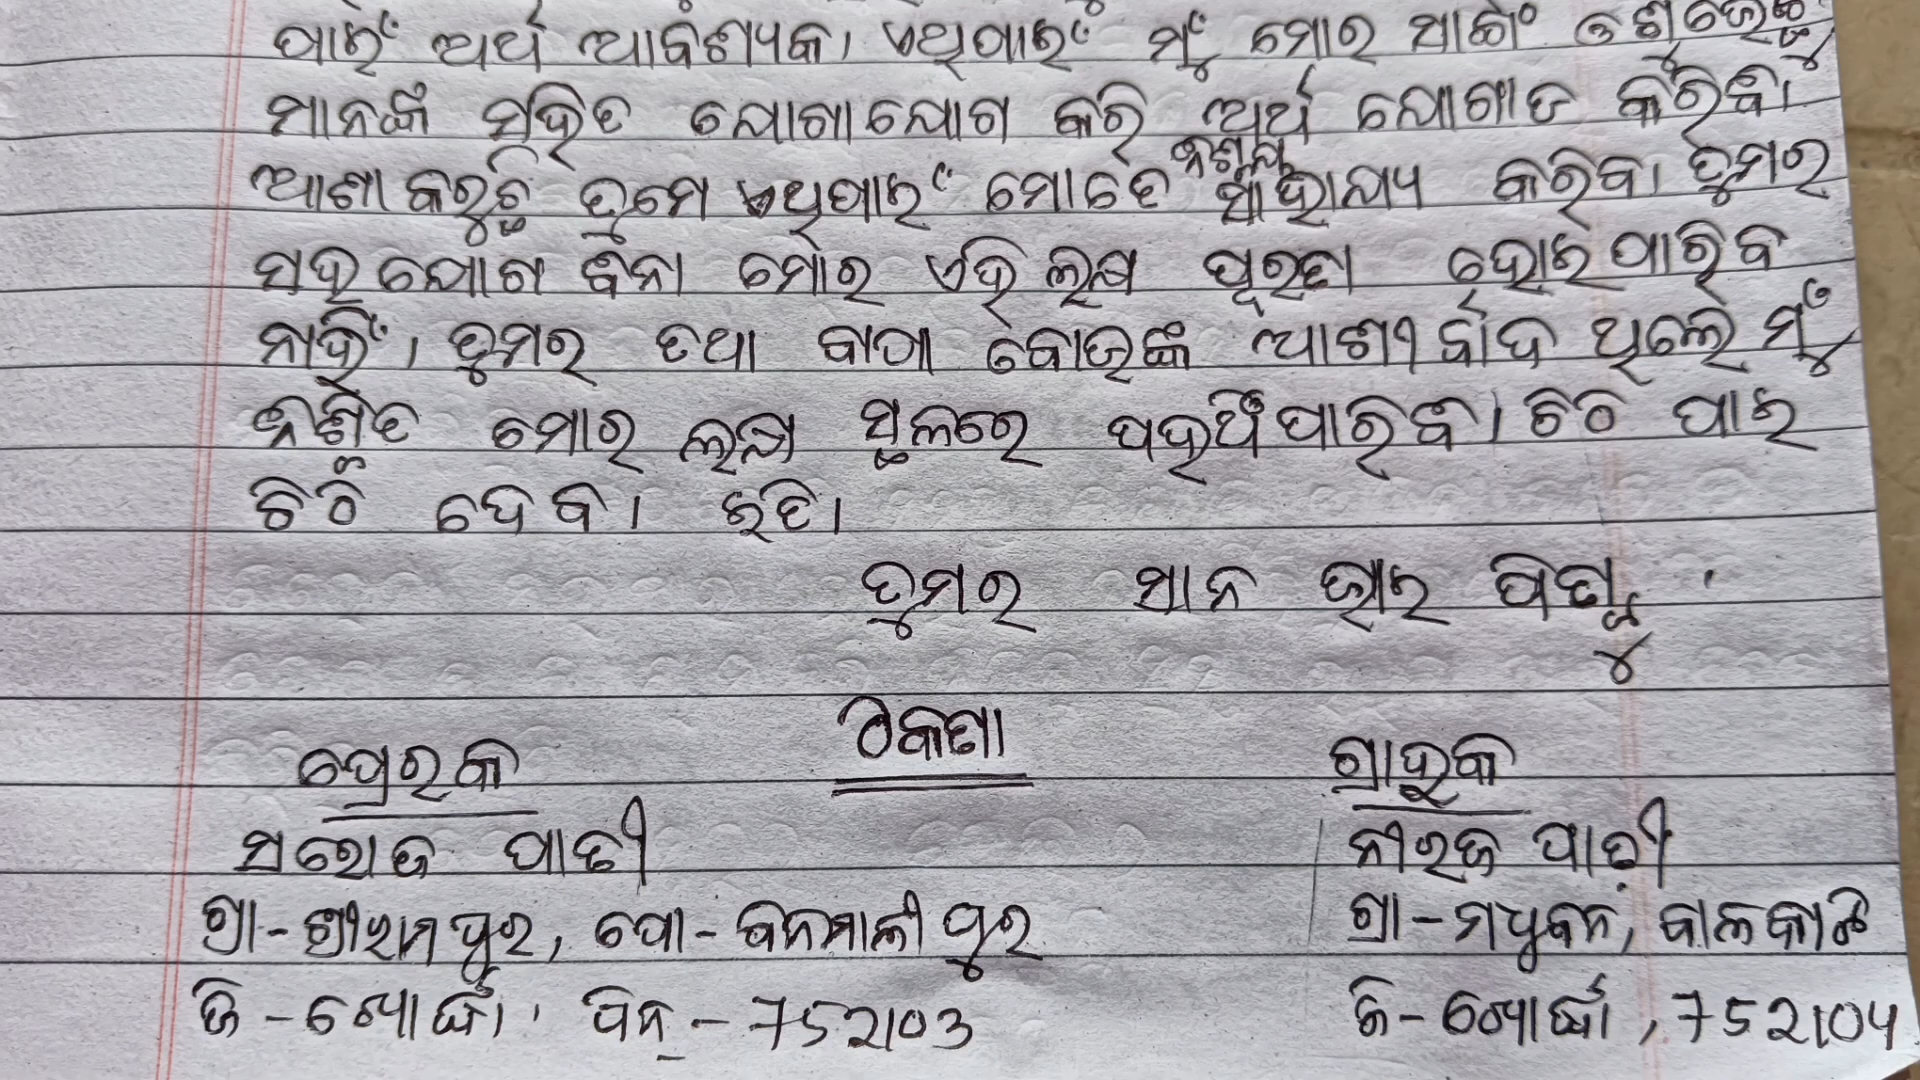 ପାଇଁ ଅର୍ଥ ଆବଶ୍ୟକ। ଏଥିପାଇଁ ମୁଁ ମୋର ସାଙ୍ଗ ଓ
ମାନଙ୍କ ସହିତ ଯୋଗାଯୋଗ କରି ଅର୍ଥ ଯୋଗାଡ କରିବି।
ଆଶା କରୁଛି ତୁମେ ଏଥିପାଇଁ ମୋତେ ନିଶ୍ଚୟ ସାହାଯ୍ୟ କରିବ। ତୁମର
ସହଯୋଗ ବିନା ମୋର ଏହି ଲକ୍ଷ ପୂରଣ ହୋଇ ପାରିବ
ନାହିଁ। ତୁମର ତଥା ବାପା ବୋଉଙ୍କ ଆଶୀର୍ବାଦ ଥିଲେ ମୁଁ
ନିଶ୍ଚିତ ମୋର ଲକ୍ଷ ସ୍ଥଳରେ ପହଞ୍ଚି ପାରିବି। ଚିଠି ପାଇ
ଚିଠି ଦେବ। ଇତି।
ତୁମର ସାନ ଭାଇ
ଠିକଣା
ପ୍ରେରକ ଗ୍ରାହକ
ସରୋଜ ପାଢୀ ନୀରଜ ପାଢ଼ୀ
ଗ୍ରା-ଶ୍ରୀରାମପୁର, ପୋ-ବନମାଳୀପୁର ଗ୍ରା-ମଧୁବନ, ବାଲକାଟି
ଜି-ଖୋର୍ଦ୍ଧା। ପିନ୍-752103 ଜି-ଖୋର୍ଦ୍ଧା, 752104